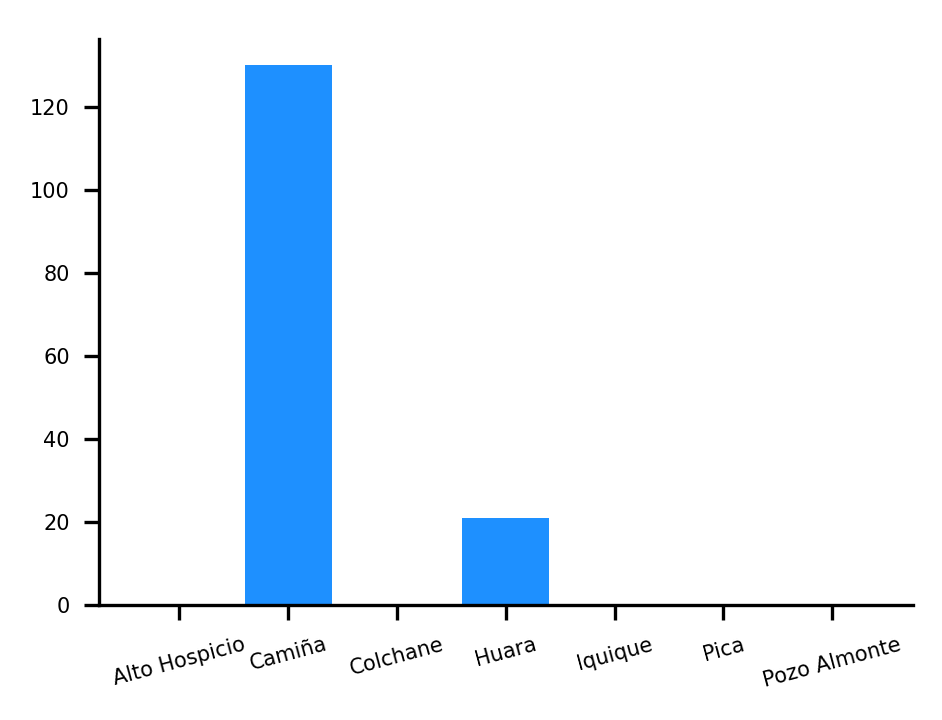 120
100
80
60
40
20
0
Alto Hospicio
Camiña
Colchane
Huara
Iquique
Pica
Pozo Almonte